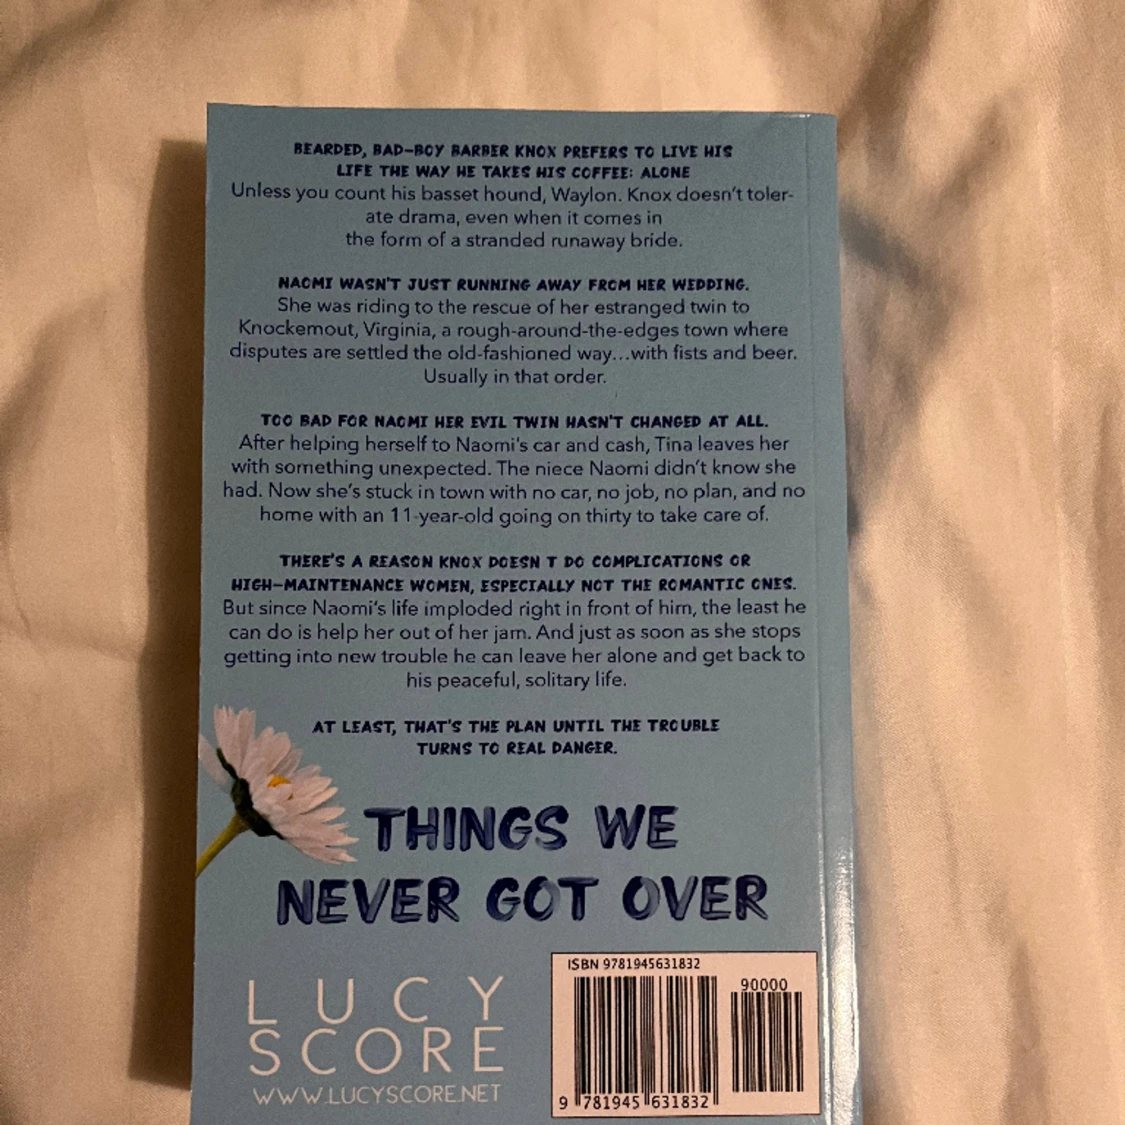 BEARDED, BAD-BOY BARBER KNOX PREFERS TO LIVE HIS
LIFE THE WAY HE TAKES HIS COFFEE: ALONE
Unless you count his basset hound, Waylon. Knox doesn't toler-
ate drama, even when it comes in
the form of a stranded runaway bride.
NAOMI WASN'T JUST RUNNING AWAY FROM HER WEDDING.
She was riding to the rescue of her estranged twin to
Knockemout, Virginia, a rough-around-the-edges town where
disputes are settled the old-fashioned way...with fists and beer.
Usually in that order.
TOO BAD FOR NAOMI HER EVIL TWIN HASN'T CHANGED AT ALL.
After helping herself to Naomi's car and cash, Tina leaves her
with something unexpected. The niece Naomi didn't know she
had. Now she's stuck in town with no car, no job, no plan, and no
home with an 11-year-old going on thirty to take care of.
THERE'S A REASON KNOX DOESN T DO COMPLICATIONS OR
HIGH-MAINTENANCE WOMEN, ESPECIALLY NOT THE ROMANTIC ONES.
But since Naomi's life imploded right in front of him, the least he
can do is help her out of her jam. And just as soon as she stops
getting into new trouble he can leave her alone and get back to
his peaceful, solitary life.
AT LEAST, THAT'S THE PLAN UNTIL THE TROUBLE
TURNS TO REAL DANGER.
THINGS WE
NEVER GOT OVER
LUCY
SCORE
WWW.LUCYSCORE.NET
ISBN 9781945631832
90000
9 781945 631832